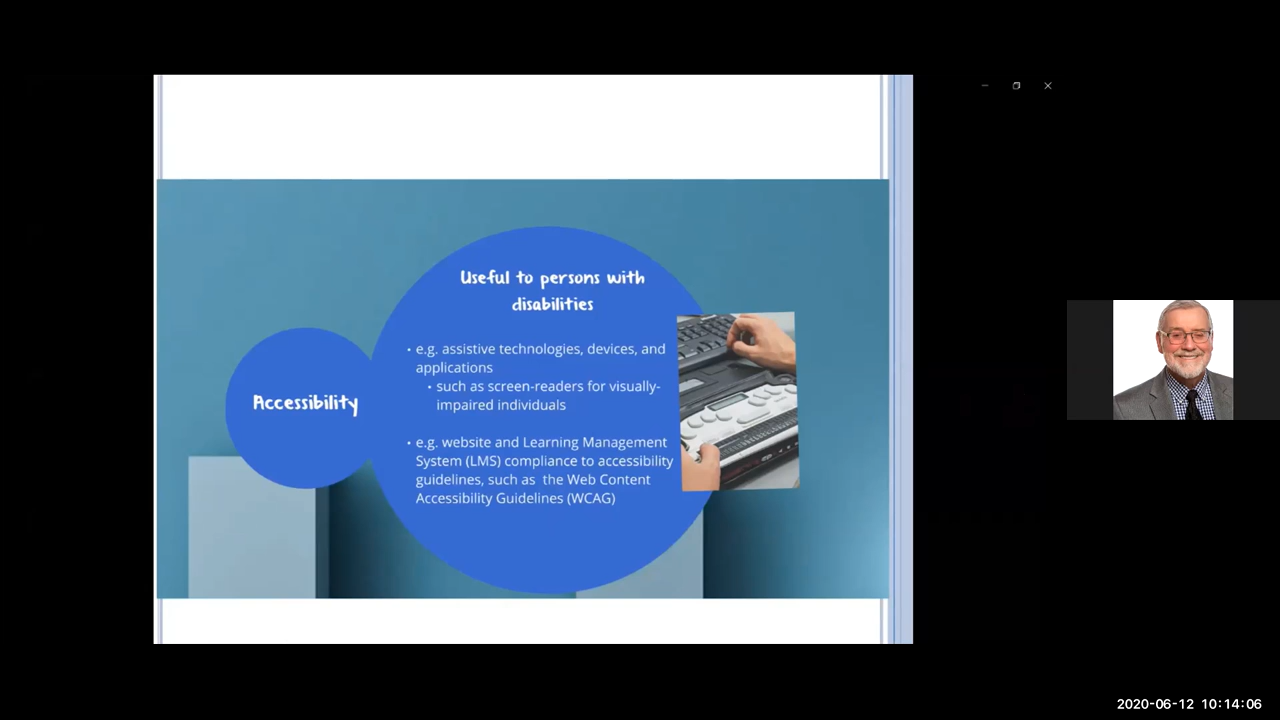 Accessibility
Useful to persons with
disabilities
• e.g. assistive technologies, devices, and
applications
• such as screen-readers for visually-
impaired individuals
• e.g. website and Learning Management
System (LMS) compliance to accessibility
guidelines, such as the Web Content
Accessibility Guidelines (WCAG)
2020-06-12 10:14:06